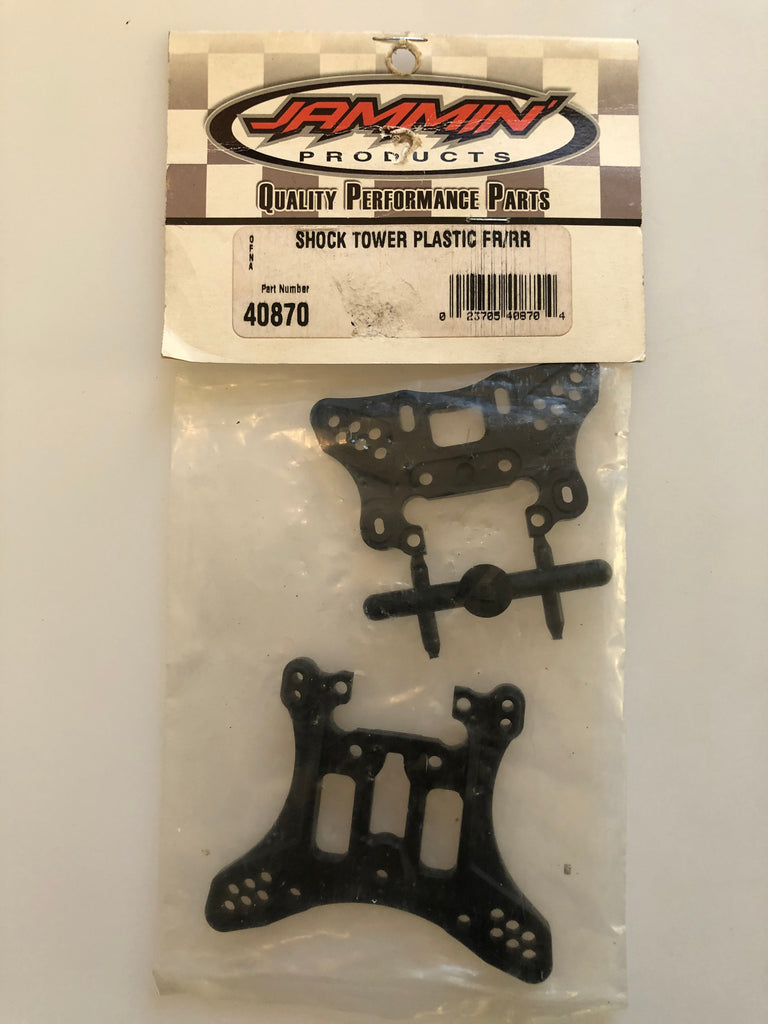 JAMMIN'
PRODUCTS
QUALITY PERFORMANCE PARTS
OFNA
SHOCK TOWER PLASTIC FR/RR
Part Number
40870
0 23705 40870 4